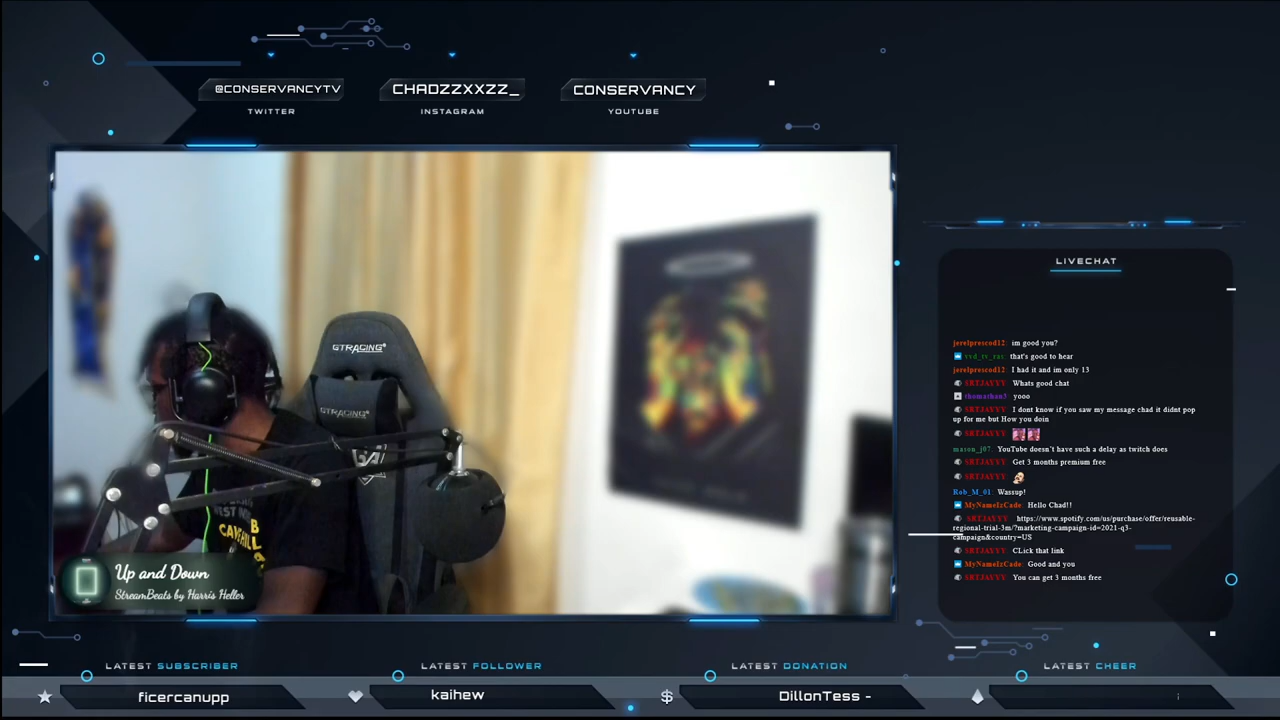 @CONSERVANCYTV
TWITTER
CHADZZXXZZ_
INSTAGRAM
CONSERVANCY
YOUTUBE
GTRACING
GTRACING
Up and Down
StreamBeats by Harris Heller
LIVECHAT
jerelprescod12: im good you?
that's good to hear
jerelprescod12: I had it and im only 13
SRTJAYYY: Whats good chat
thomathan3: yooo
SRTJAYYY: I dont know if you saw my message chad it didnt pop
up for me but How you doin
SRTJAYYY:
mason_j07: YouTube doesn't have such a delay as twitch does
SRTJAYYY: Get 3 months premium free
SRTJAYYY:
Rob_M_01: Wassup!
MyNameIzCade: Hello Chad!!
SRTJAYYY: https://www.spotify.com/us/purchase/offer/reusable-
regional-trial-3m/?marketing-campaign-id=2021-q3-
campaign&country=US
SRTJAYYY: CLick that link
MyNameIzCade: Good and you
SRTJAYYY: You can get 3 months free
LATEST SUBSCRIBER
ficercanupp
LATEST FOLLOWER
kaihew
LATEST DONATION
$ DillonTess -
LATEST CHEER